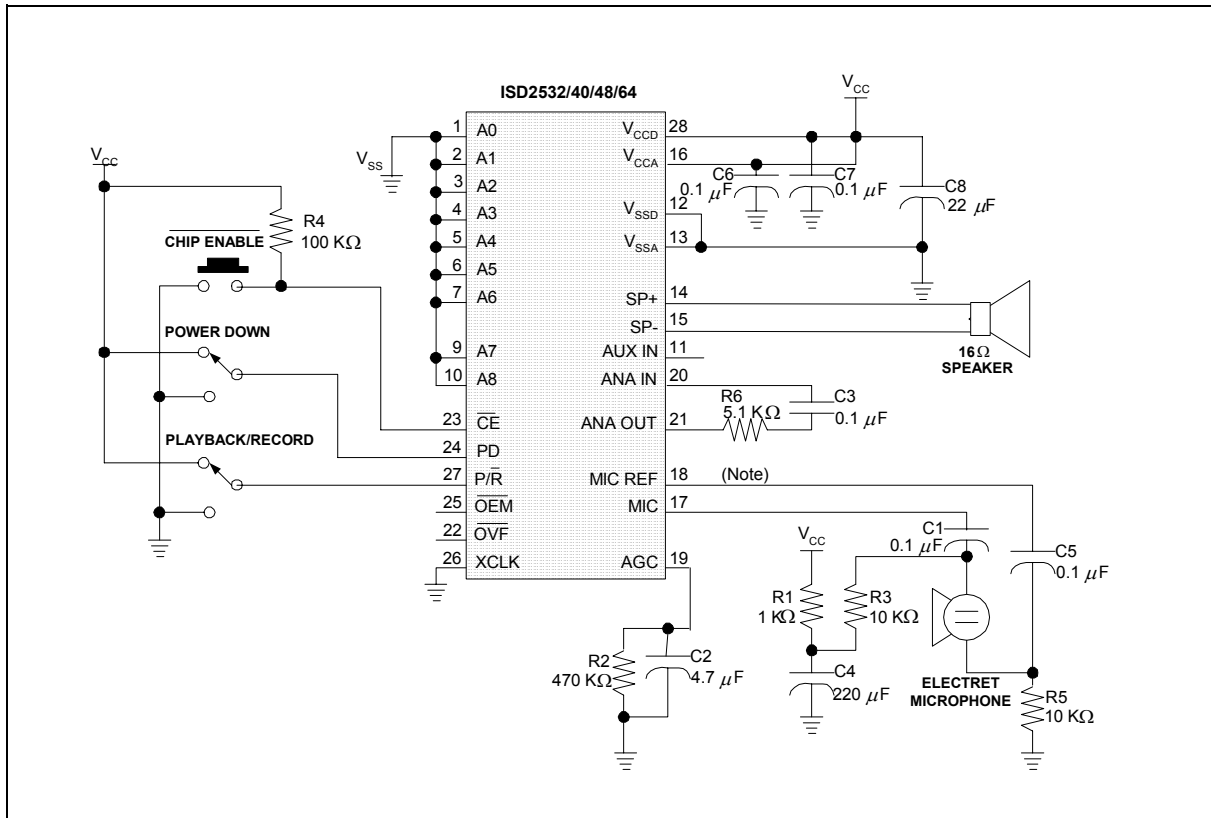 ISD2532/40/48/64
V_CC
V_CC
V_SS
1 A0
2 A1
3 A2
4 A3
5 A4
6 A5
7 A6
9 A7
10 A8
23 C̅E̅
24 PD
27 P/R̅
25 O̅E̅M̅
22 O̅V̅F̅
26 XCLK
V_CCD 28
V_CCA 16
V_SSD 12
V_SSA 13
SP+ 14
SP- 15
AUX IN 11
ANA IN 20
ANA OUT 21
MIC REF 18 (Note)
MIC 17
AGC 19
R4
100 KΩ
C̅H̅I̅P̅ E̅N̅A̅B̅L̅E̅
POWER DOWN
PLAYBACK/RECORD
C6
0.1 µF
C7
0.1 µF
C8
22 µF
16Ω
SPEAKER
R6
5.1 KΩ
C3
0.1 µF
C1
0.1 µF
C5
0.1 µF
V_CC
R1
1 KΩ
R3
10 KΩ
R2
470 KΩ
C2
4.7 µF
C4
220 µF
ELECTRET
MICROPHONE
R5
10 KΩ